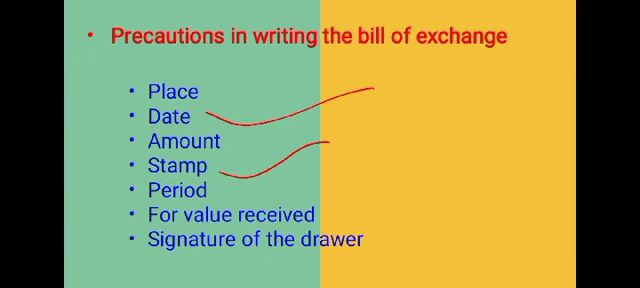 • Precautions in writing the bill of exchange
• Place
• Date
• Amount
• Stamp
• Period
• For value received
• Signature of the drawer